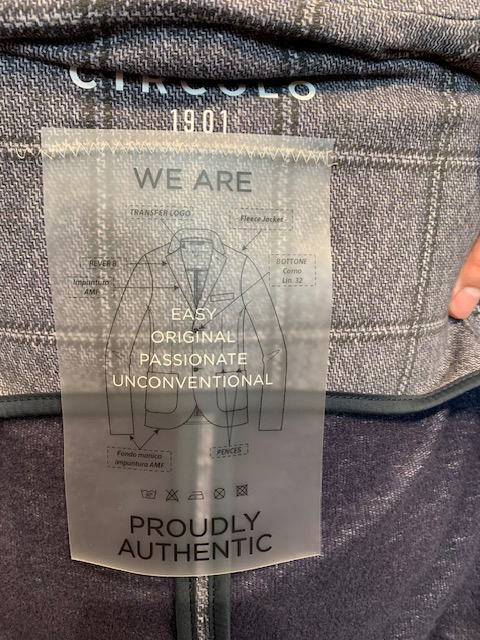 CIRCOLO
1901
WE ARE
TRANSFER LOGO
Fleece Jacket
REVER 8
BOTTONE
Corno
Lin. 32
Impuntura
AMF
EASY
ORIGINAL
PASSIONATE
UNCONVENTIONAL
Fondo manica
impuntura AMF
PENCES
PROUDLY
AUTHENTIC